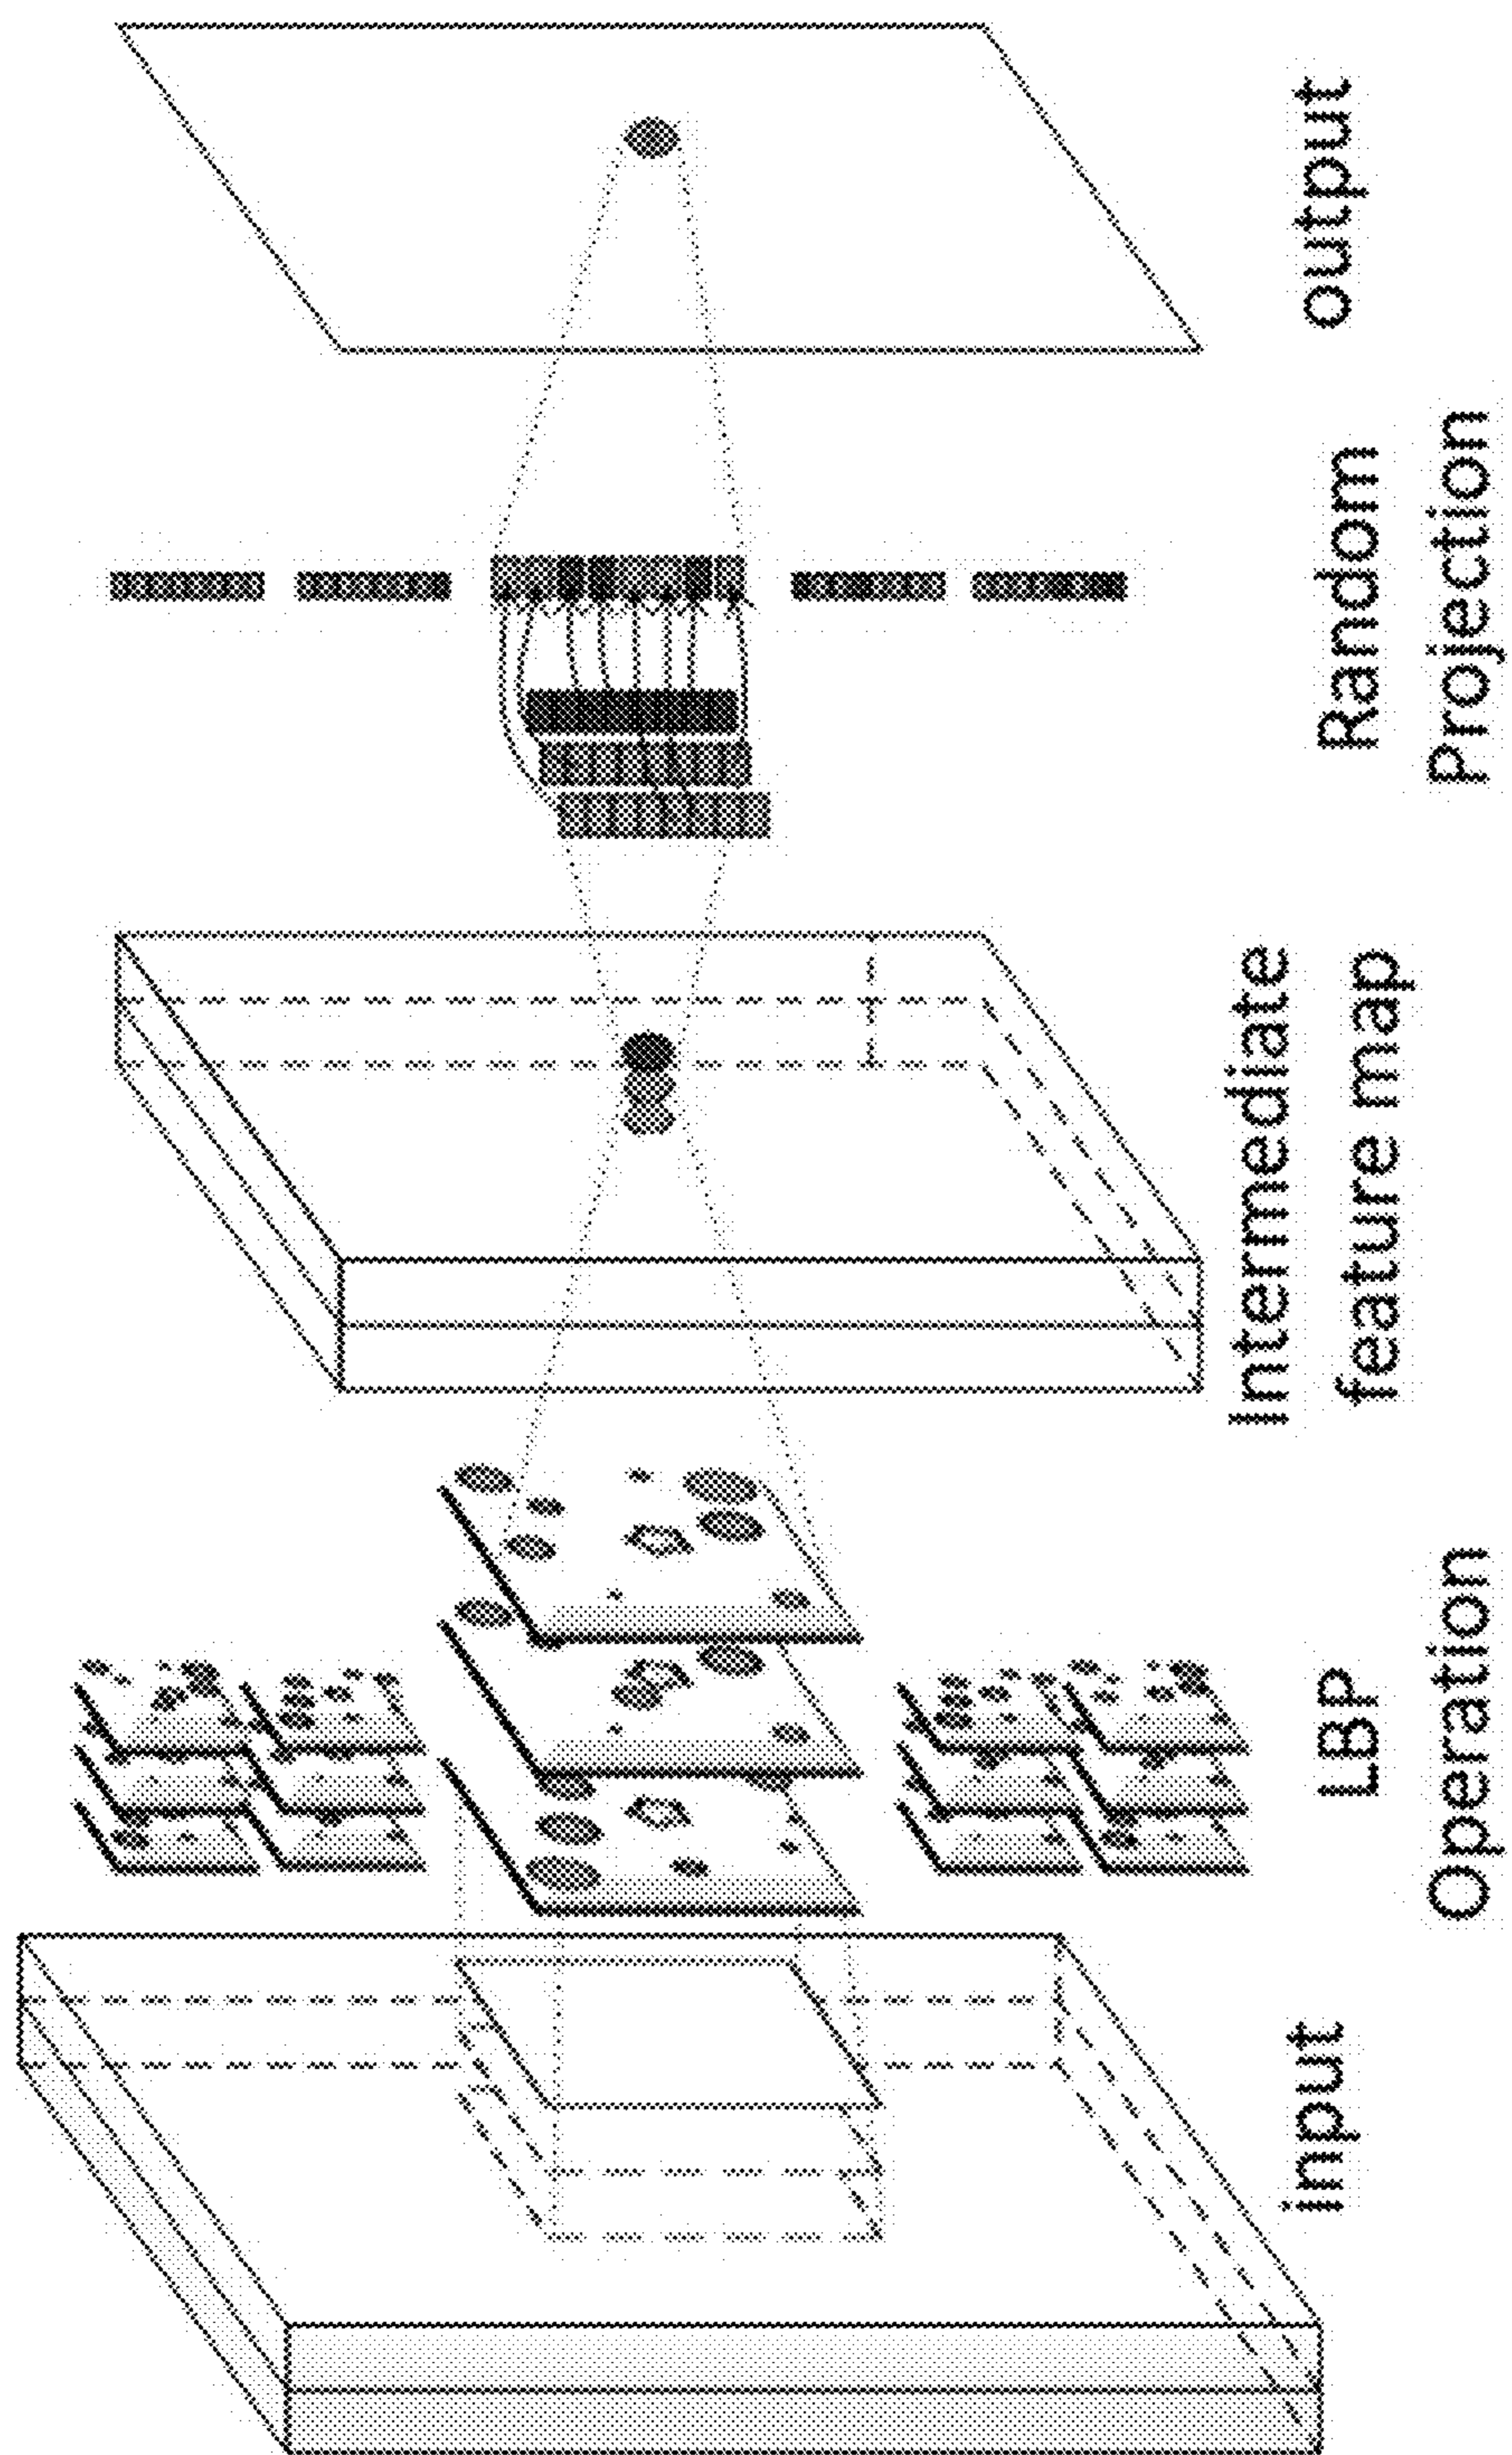 input
LBP
Operation
intermediate
feature map
Random
Projection
output